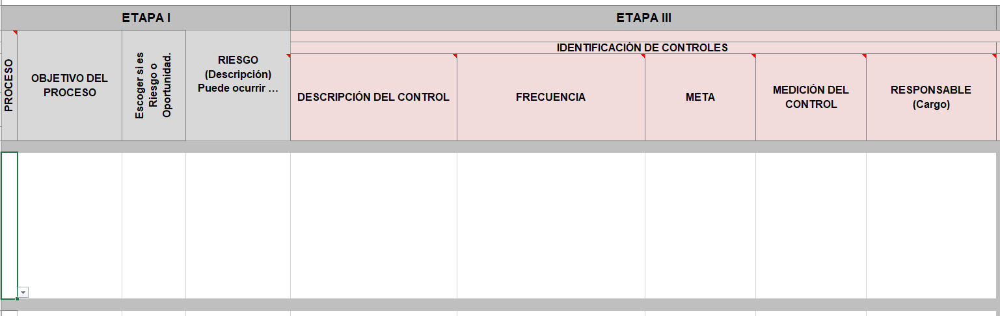 ETAPA I
ETAPA III
PROCESO
OBJETIVO DEL
PROCESO
Escoger si es
Riesgo o
Oportunidad.
RIESGO
(Descripción)
Puede ocurrir …
IDENTIFICACIÓN DE CONTROLES
DESCRIPCIÓN DEL CONTROL
FRECUENCIA
META
MEDICIÓN DEL
CONTROL
RESPONSABLE
(Cargo)